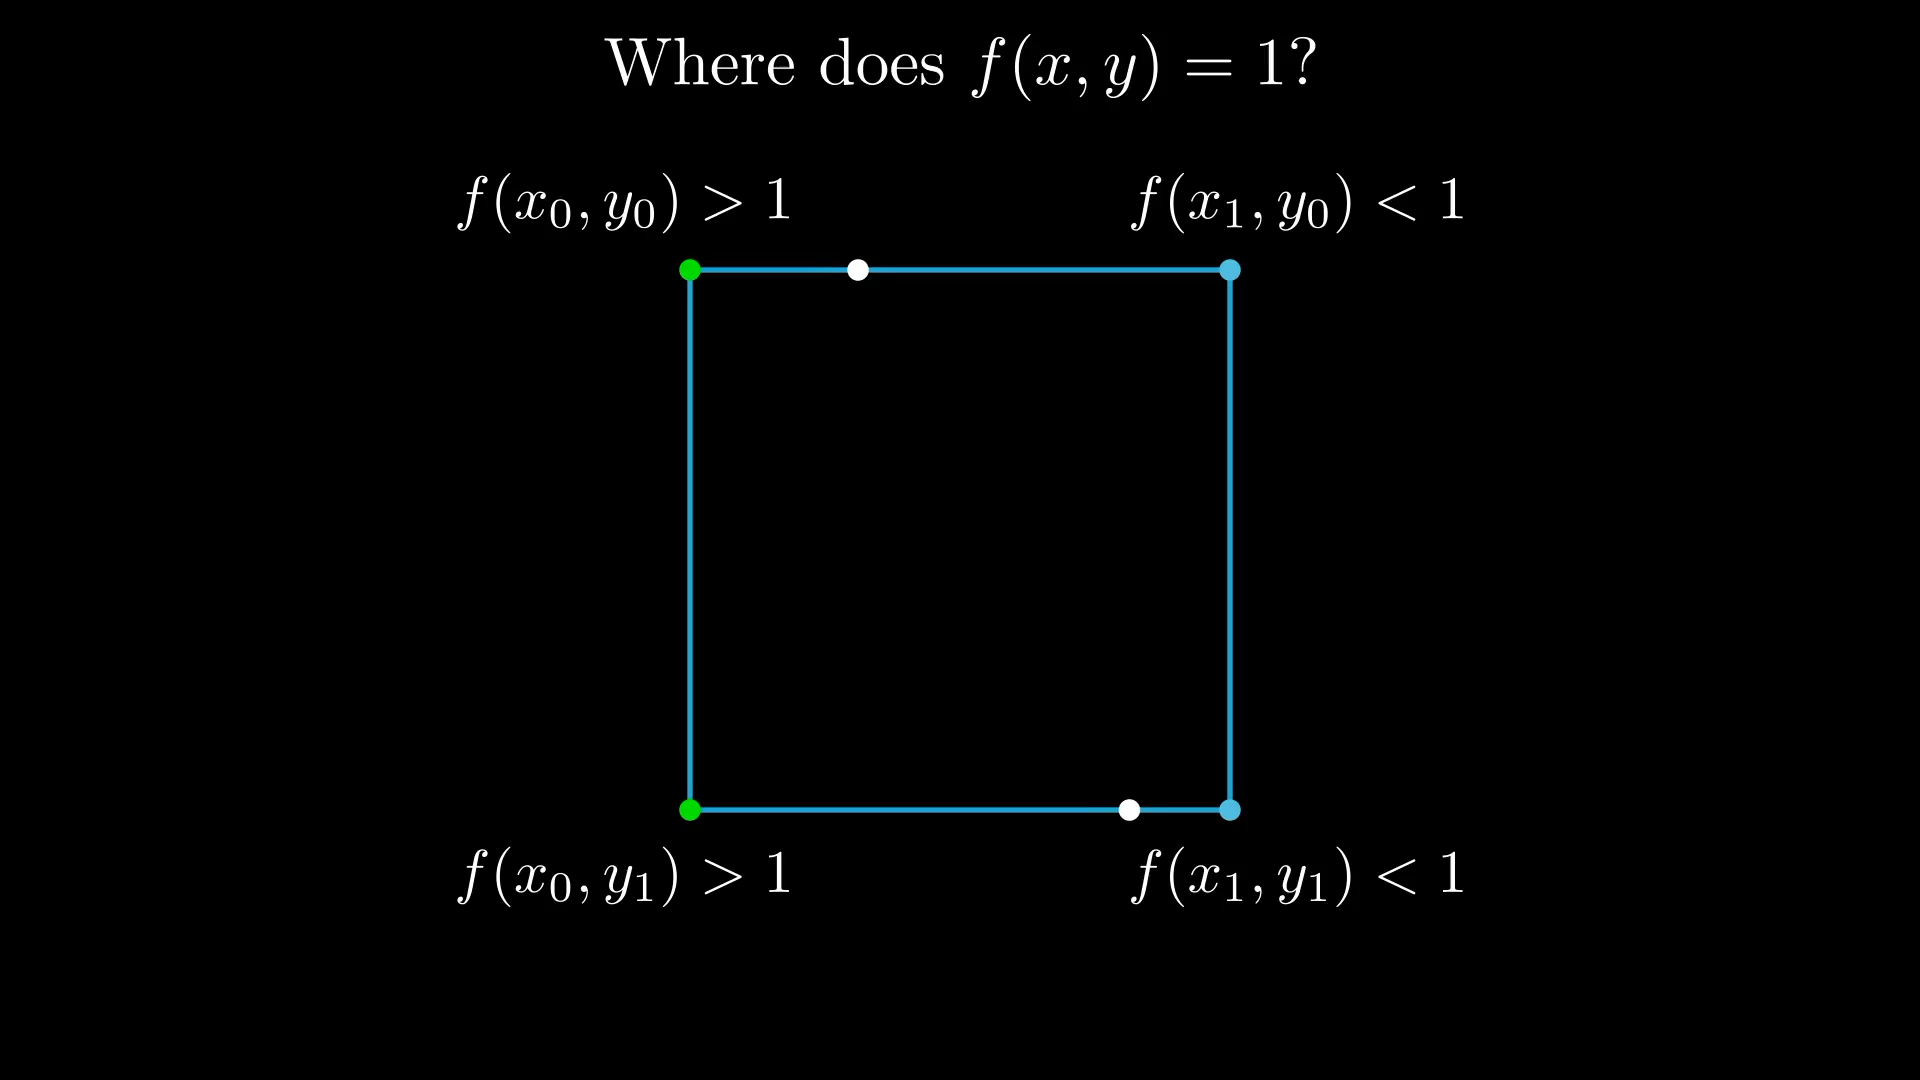 Where does f(x, y) = 1?
f(x₀, y₀) > 1 f(x₁, y₀) < 1
f(x₀, y₁) > 1 f(x₁, y₁) < 1